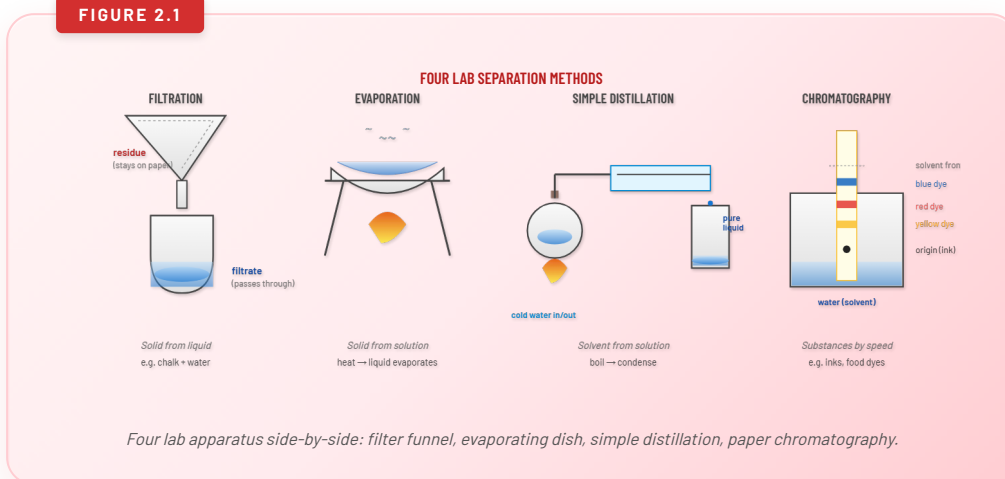 FIGURE 2.1
FOUR LAB SEPARATION METHODS
FILTRATION
residue
(stays on paper)
filtrate
(passes through)
Solid from liquid
e.g. chalk + water
EVAPORATION
~ ~~ ~
Solid from solution
heat → liquid evaporates
SIMPLE DISTILLATION
pure
liquid
cold water in/out
Solvent from solution
boil → condense
CHROMATOGRAPHY
solvent fron
blue dye
red dye
yellow dye
origin (ink)
water (solvent)
Substances by speed
e.g. inks, food dyes
Four lab apparatus side-by-side: filter funnel, evaporating dish, simple distillation, paper chromatography.